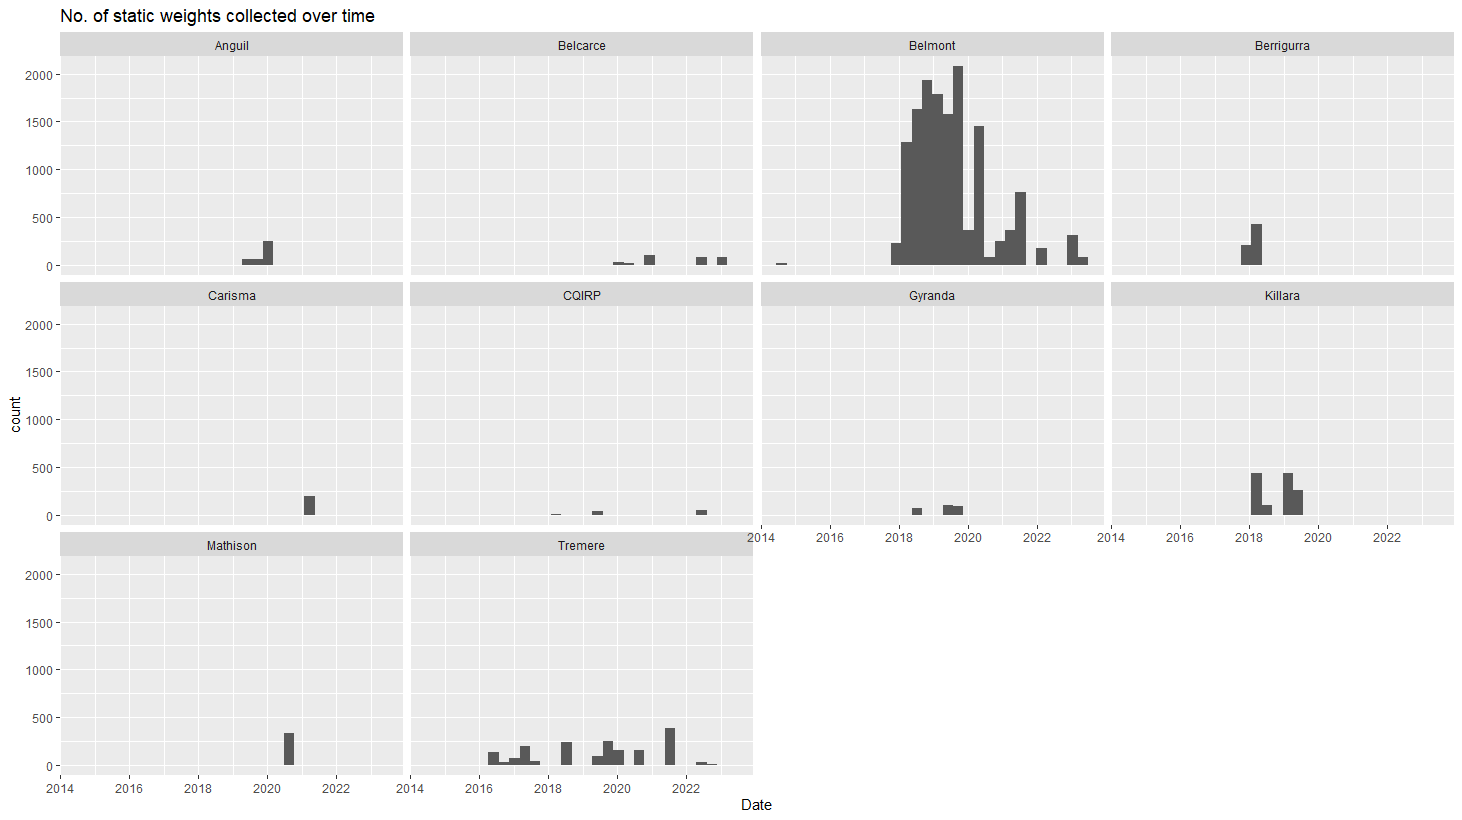 No. of static weights collected over time
Anguil Belcarce Belmont Berrigurra
2000
1500
1000
500
0
Carisma CQIRP Gyranda Killara
2000
1500
1000
500
0
count
2014 2016 2018 2020 2022 2014 2016 2018 2020 2022
Mathison Tremere
2000
1500
1000
500
0
2014 2016 2018 2020 2022 2014 2016 2018 2020 2022
Date